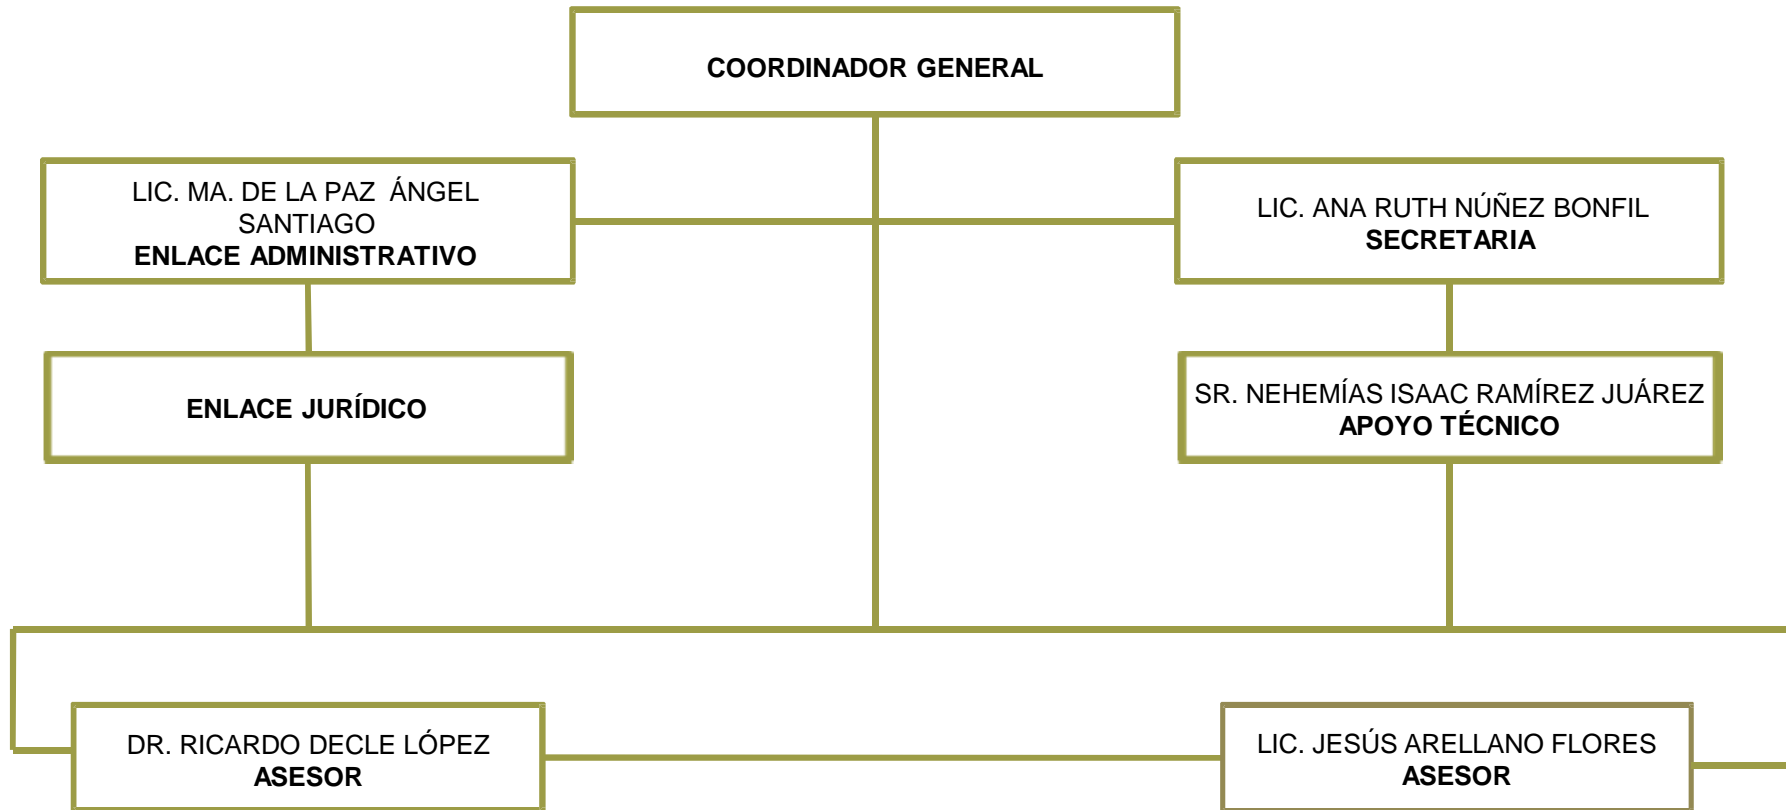 COORDINADOR GENERAL
LIC. MA. DE LA PAZ ÁNGEL
SANTIAGO
ENLACE ADMINISTRATIVO
LIC. ANA RUTH NÚÑEZ BONFIL
SECRETARIA
ENLACE JURÍDICO
SR. NEHEMÍAS ISAAC RAMÍREZ JUÁREZ
APOYO TÉCNICO
DR. RICARDO DECLE LÓPEZ
ASESOR
LIC. JESÚS ARELLANO FLORES
ASESOR